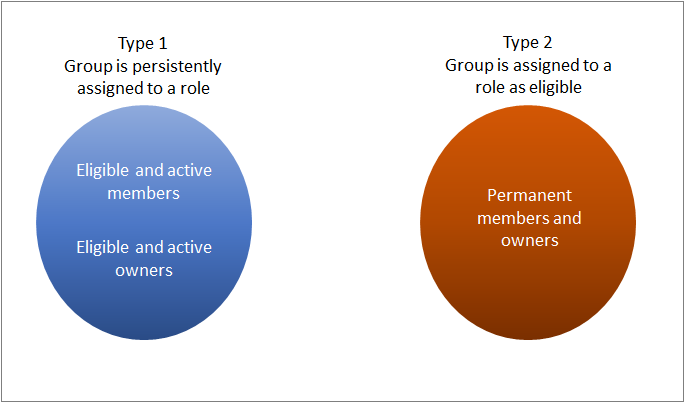 Type 1
Group is persistently
assigned to a role
Eligible and active
members
Eligible and active
owners
Type 2
Group is assigned to a
role as eligible
Permanent
members and
owners